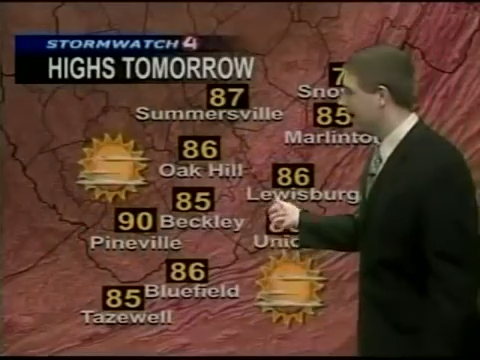 STORMWATCH 4
HIGHS TOMORROW
87
Summersville
85
86
Oak Hill
86
Lewisburg
85
Beckley
90
Pineville
86
Bluefield
85
Tazewell